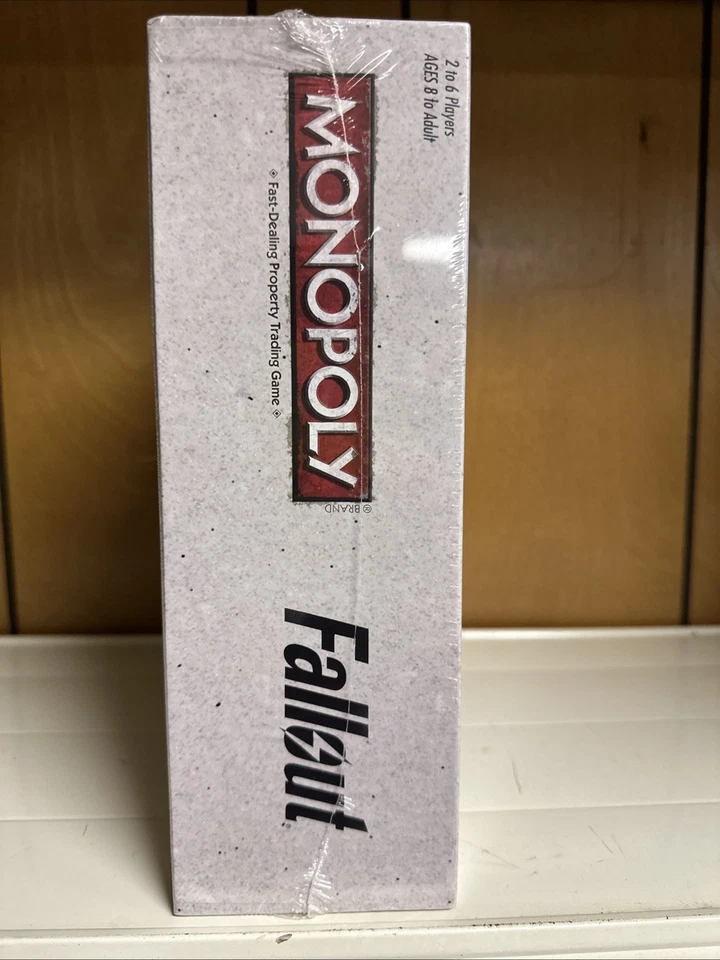 2 to 6 Players
AGES 8 to Adult
MONOPOLY
® BRAND
Fast-Dealing Property Trading Game
Fallout